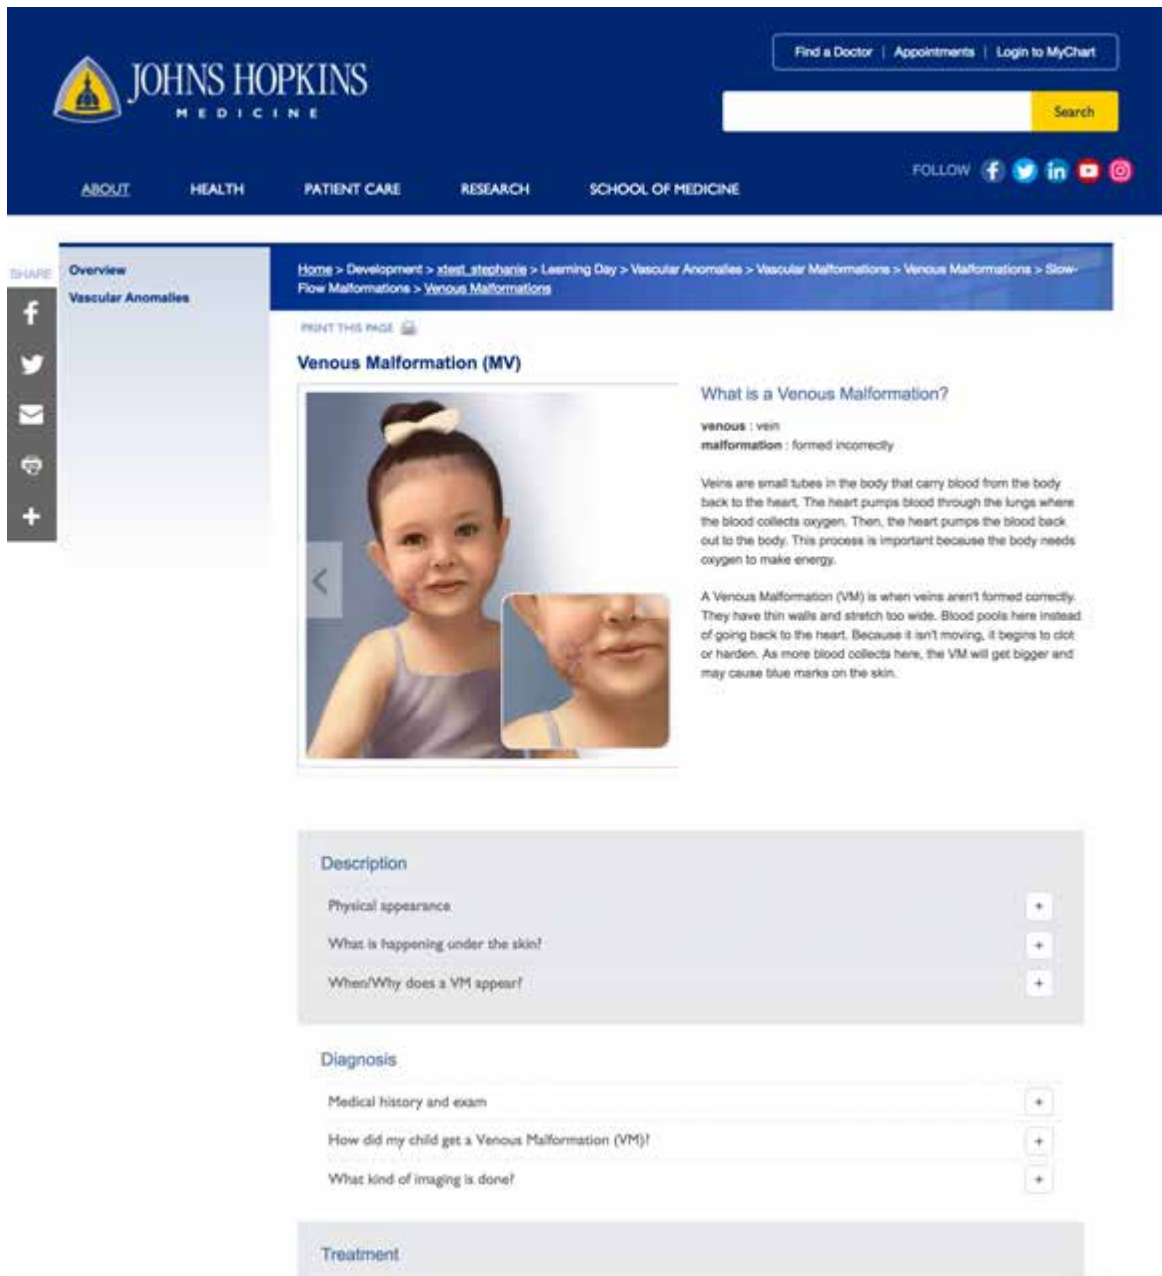 JOHNS HOPKINS
MEDICINE
Find a Doctor | Appointments | Login to MyChart
Search
FOLLOW
ABOUT HEALTH PATIENT CARE RESEARCH SCHOOL OF MEDICINE
SHARE
Overview
Vascular Anomalies
Home > Development > xtest_stephanie > Learning Day > Vascular Anomalies > Vascular Malformations > Venous Malformations > Slow-
Flow Malformations > Venous Malformations
PRINT THIS PAGE
Venous Malformation (MV)
What is a Venous Malformation?
venous : vein
malformation : formed incorrectly
Veins are small tubes in the body that carry blood from the body
back to the heart. The heart pumps blood through the lungs where
the blood collects oxygen. Then, the heart pumps the blood back
out to the body. This process is important because the body needs
oxygen to make energy.
A Venous Malformation (VM) is when veins aren't formed correctly.
They have thin walls and stretch too wide. Blood pools here instead
of going back to the heart. Because it isn't moving, it begins to clot
or harden. As more blood collects here, the VM will get bigger and
may cause blue marks on the skin.
Description
Physical appearance
What is happening under the skin?
When/Why does a VM appear?
Diagnosis
Medical history and exam
How did my child get a Venous Malformation (VM)?
What kind of imaging is done?
Treatment